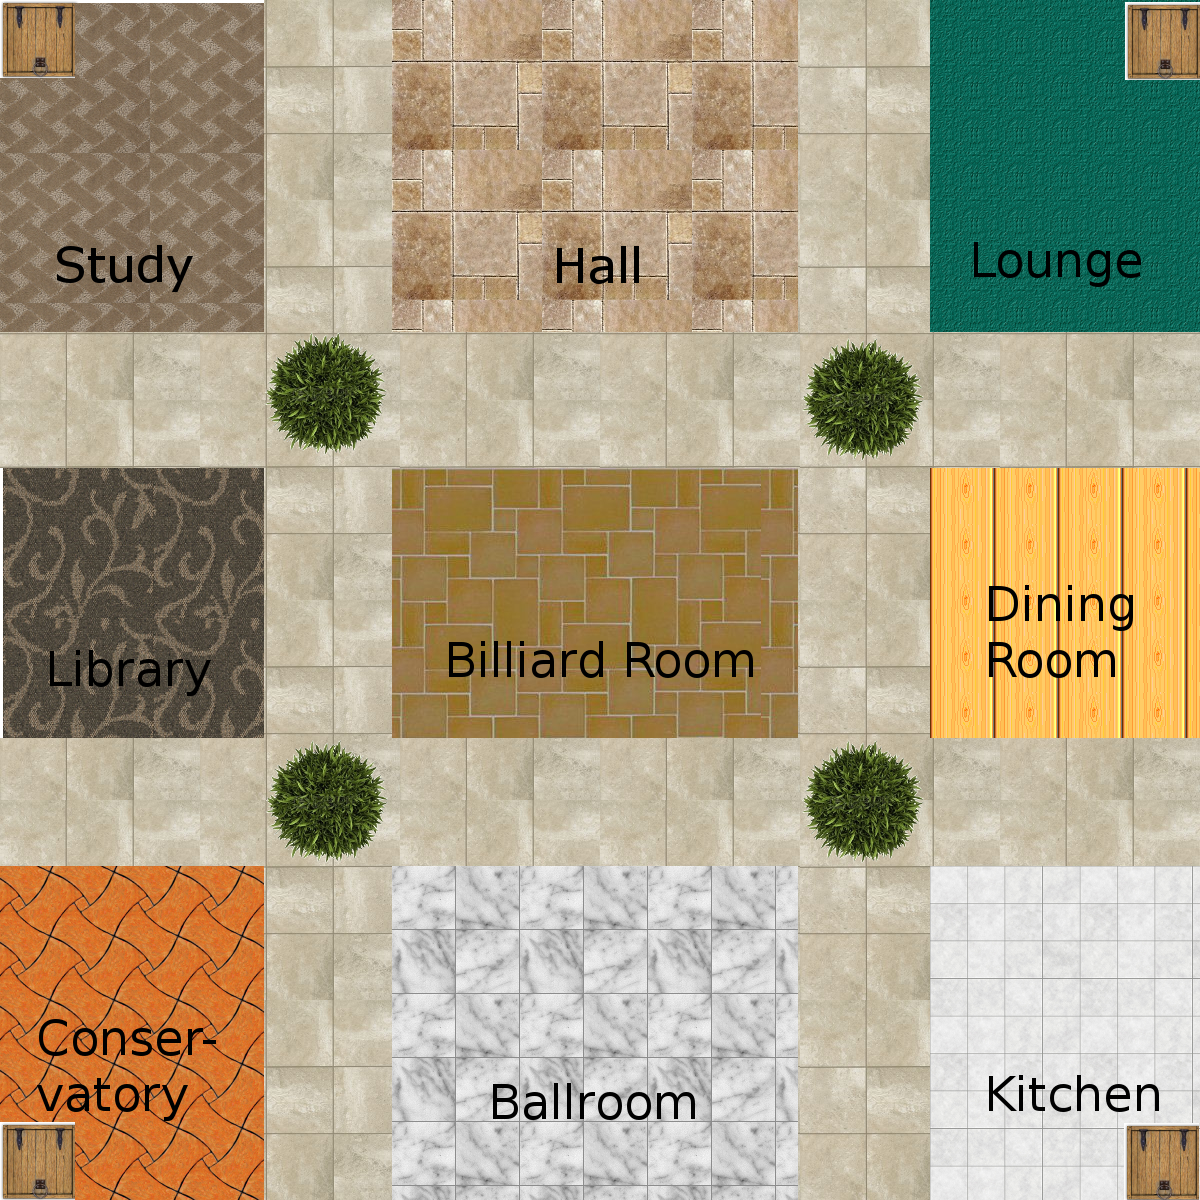 Study
Hall
Lounge
Library
Billiard Room
Dining
Room
Conser-
vatory
Ballroom
Kitchen